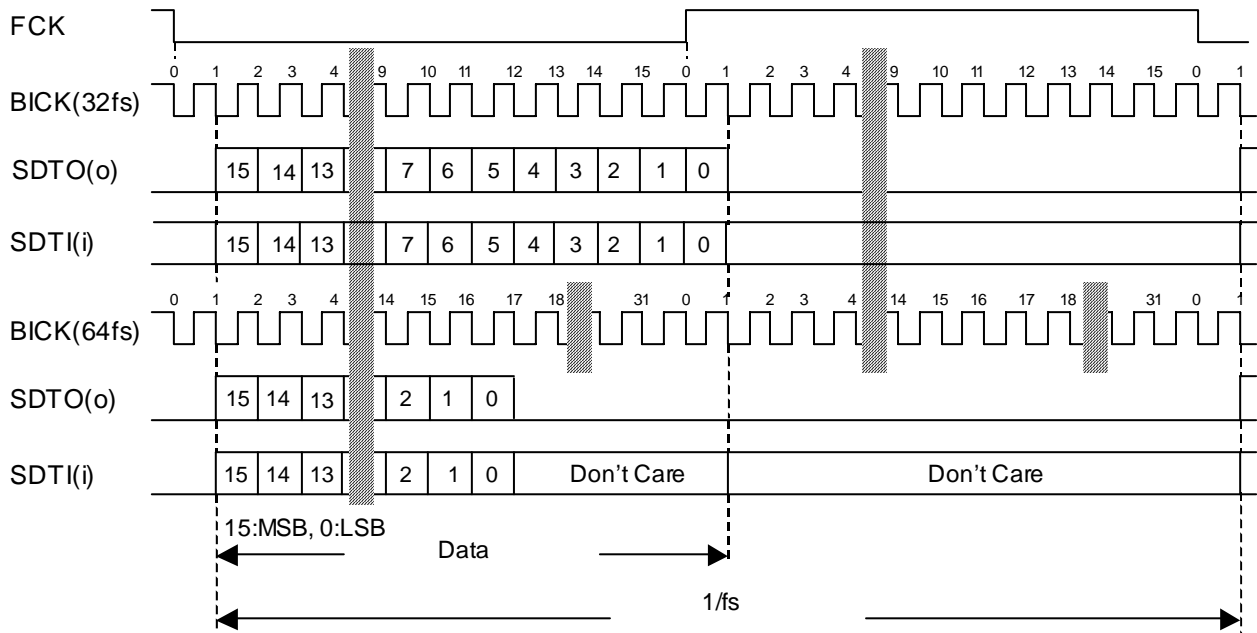 FCK
0 1 2 3 4 9 10 11 12 13 14 15 0 1 2 3 4 9 10 11 12 13 14 15 0 1
BICK(32fs)
SDTO(o) 15 14 13 7 6 5 4 3 2 1 0
SDTI(i) 15 14 13 7 6 5 4 3 2 1 0
0 1 2 3 4 14 15 16 17 18 31 0 1 2 3 4 14 15 16 17 18 31 0 1
BICK(64fs)
SDTO(o) 15 14 13 2 1 0
SDTI(i) 15 14 13 2 1 0 Don't Care Don't Care
15:MSB, 0:LSB
Data
1/fs